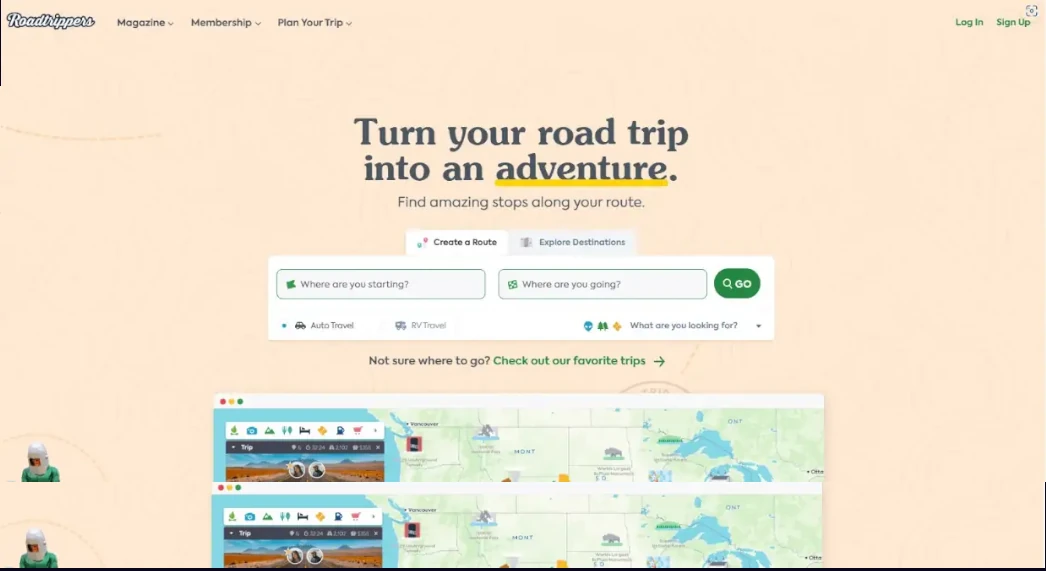 Roadtrippers
Magazine
Membership
Plan Your Trip
Log In
Sign Up
Turn your road trip
into an adventure.
Find amazing stops along your route.
Create a Route
Explore Destinations
Where are you starting?
Where are you going?
GO
Auto Travel
RV Travel
What are you looking for?
Not sure where to go? Check out our favorite trips →
Vancouver
ONT
MONT
Trip
Vancouver
ONT
MONT
Trip